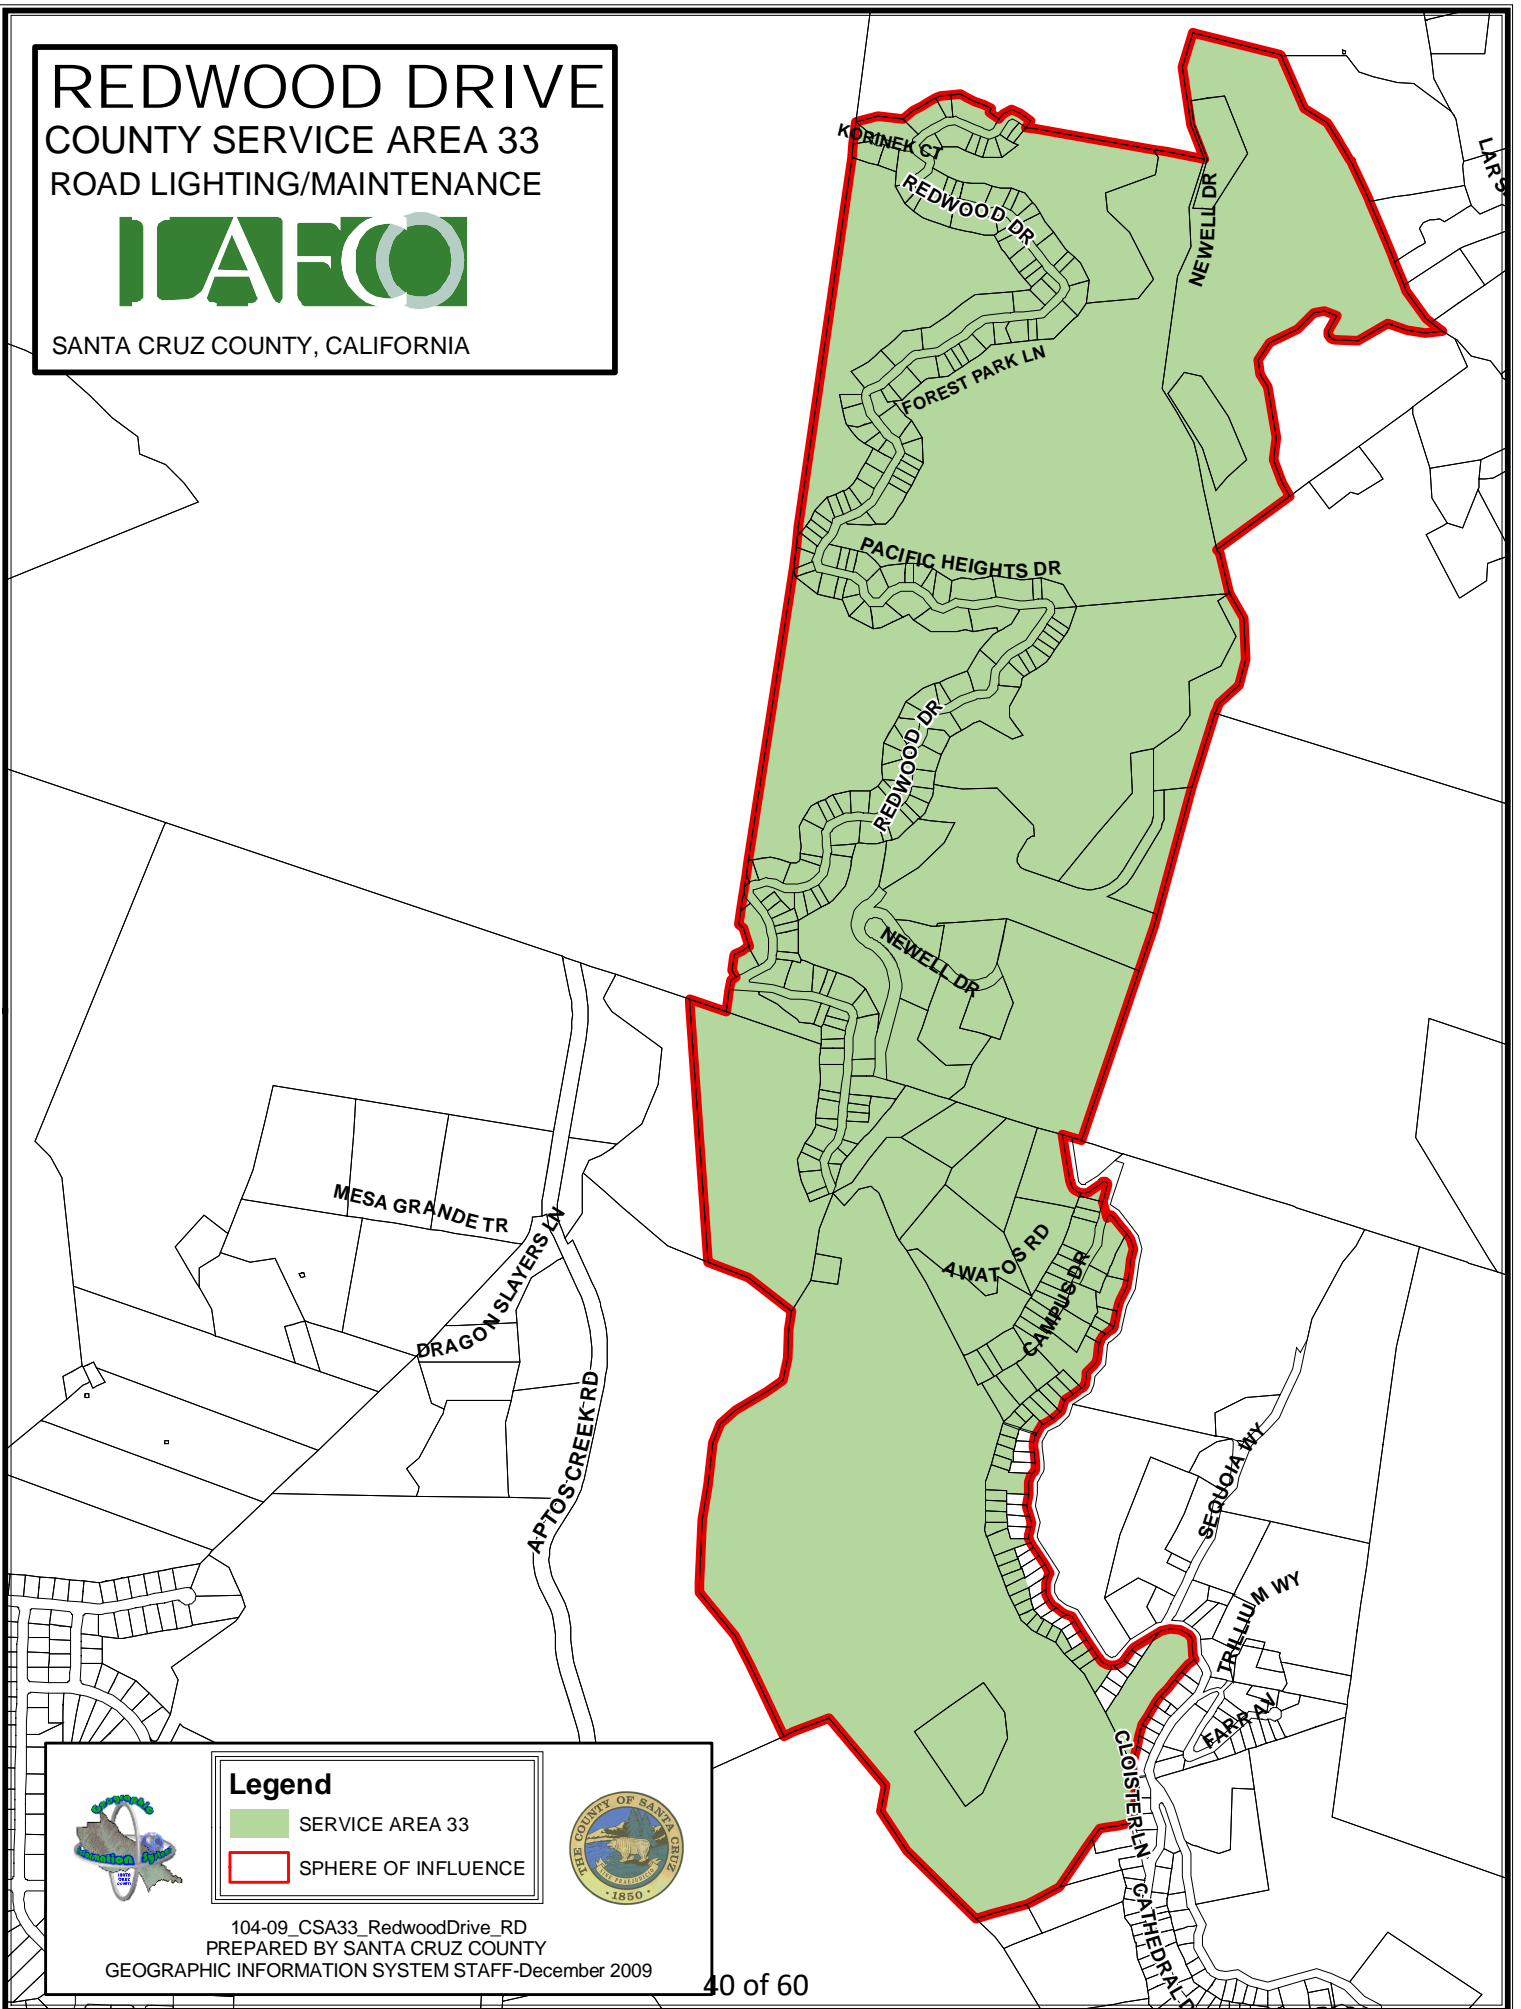 REDWOOD DRIVE
COUNTY SERVICE AREA 33
ROAD LIGHTING/MAINTENANCE
LAFCO
SANTA CRUZ COUNTY, CALIFORNIA
KORINEK CT
REDWOOD DR
NEWELL DR
FOREST PARK LN
PACIFIC HEIGHTS DR
REDWOOD DR
NEWELL DR
MESA GRANDE TR
DRAGON SLAYERS LN
AWATOS RD
CAMPUS DR
APTOS CREEK RD
SEQUOIA WY
TRILLIUM WY
FARR AV
CLOISTER LN
CATHEDRAL D
Legend
SERVICE AREA 33
SPHERE OF INFLUENCE
THE COUNTY OF SANTA CRUZ
1850
104-09_CSA33_RedwoodDrive_RD
PREPARED BY SANTA CRUZ COUNTY
GEOGRAPHIC INFORMATION SYSTEM STAFF-December 2009
40 of 60